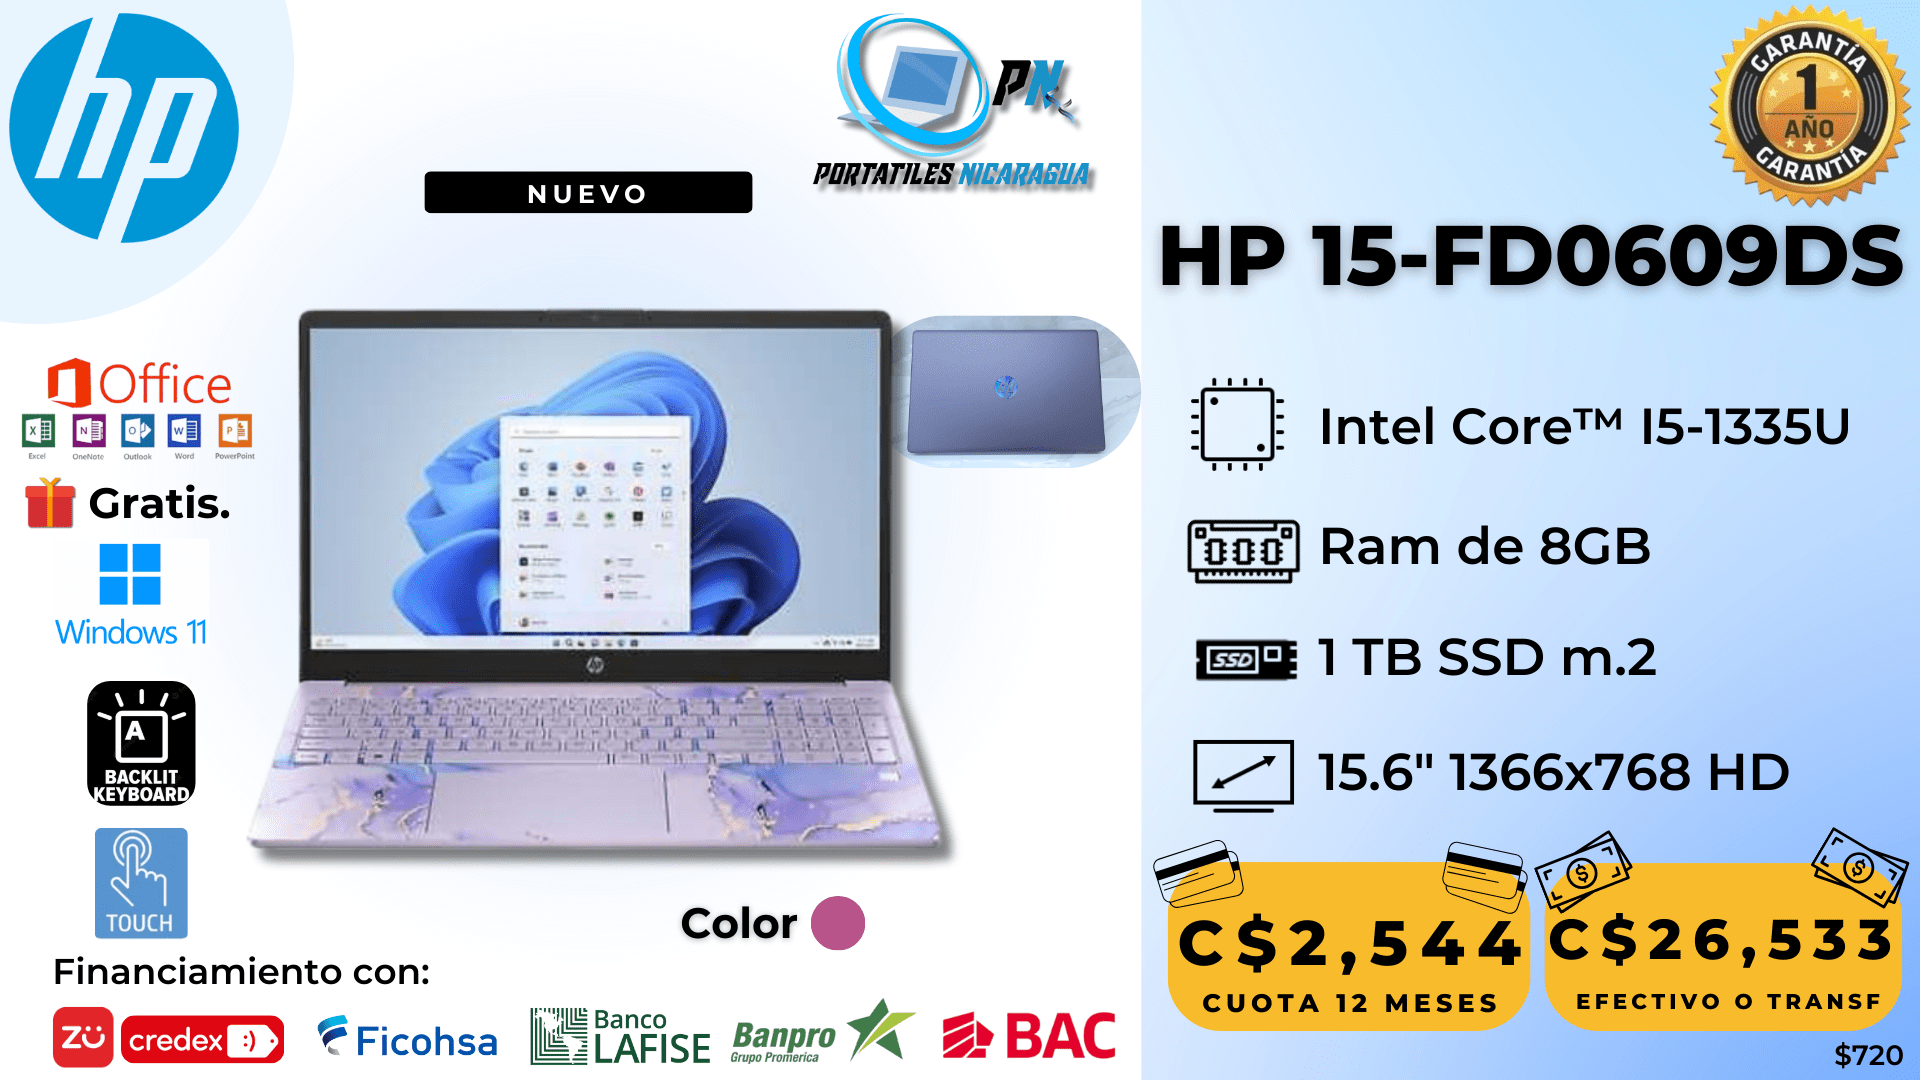 hp
PN
PORTATILES NICARAGUA
NUEVO
GARANTÍA
1
AÑO
GARANTÍA
HP 15-FD0609DS
Office
Excel
OneNote
Outlook
Word
PowerPoint
Gratis.
Windows 11
A
BACKLIT
KEYBOARD
TOUCH
hp
Intel Core™ I5-1335U
Ram de 8GB
SSD
1 TB SSD m.2
15.6" 1366x768 HD
Color
Financiamiento con:
zu
credex :)
Ficohsa
Banco
LAFISE
Banpro
Grupo Promerica
BAC
C$2,544
CUOTA 12 MESES
C$26,533
EFECTIVO O TRANSF
$720